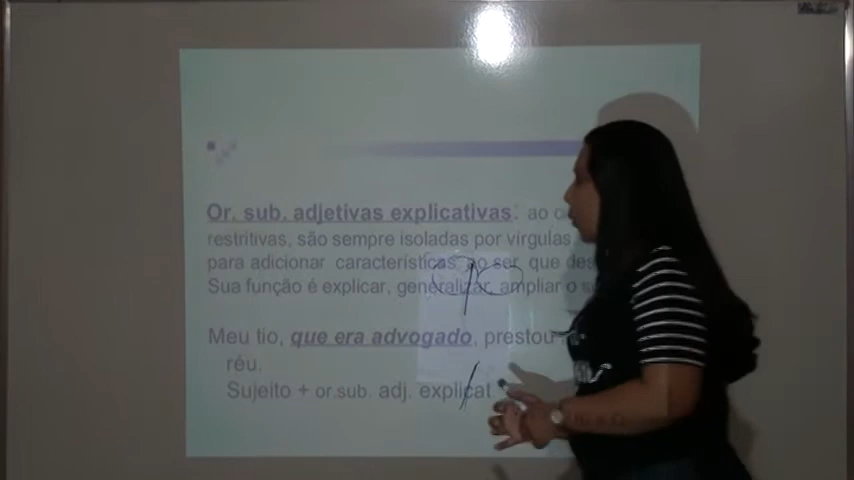 Or. sub. adjetivas explicativas: ao
restritivas, são sempre isoladas por vírgulas
para adicionar características ao ser, que
Sua função é explicar, generalizar, ampliar o
Meu tio, que era advogado, prestou
réu.
Sujeito + or.sub. adj. explicat